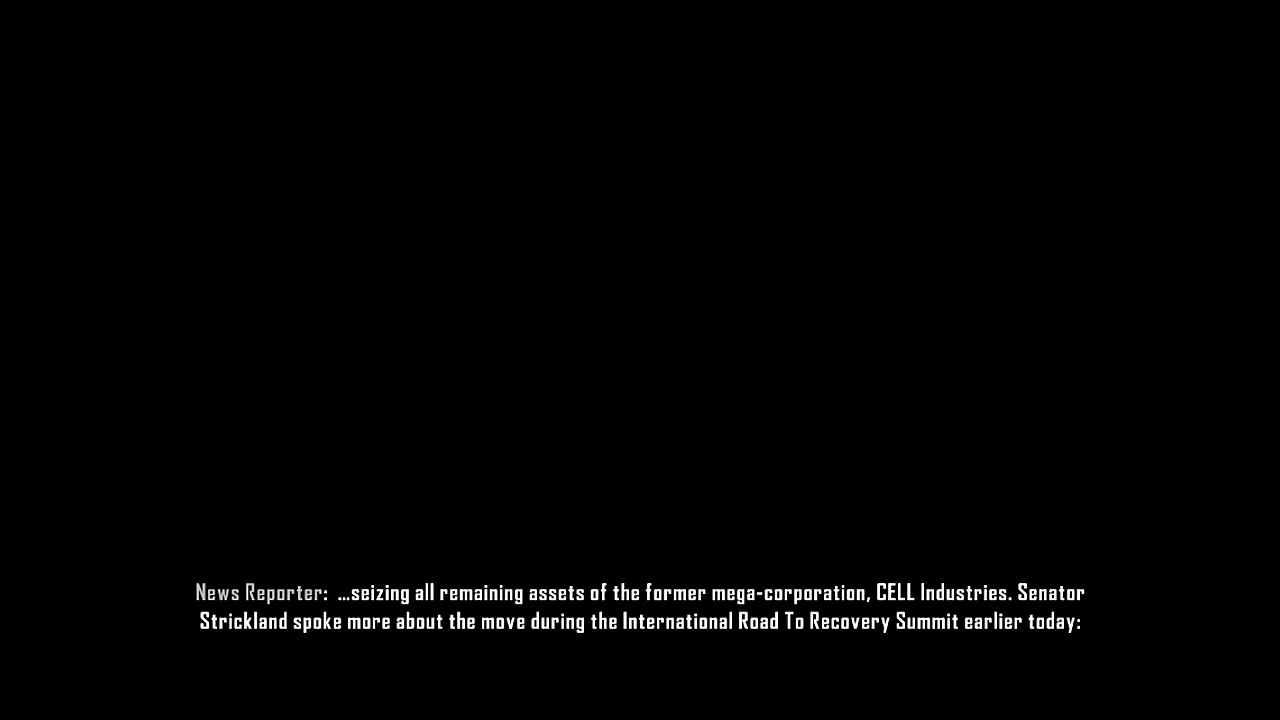 News Reporter:  ...seizing all remaining assets of the former mega-corporation, CELL Industries. Senator
Strickland spoke more about the move during the International Road To Recovery Summit earlier today: